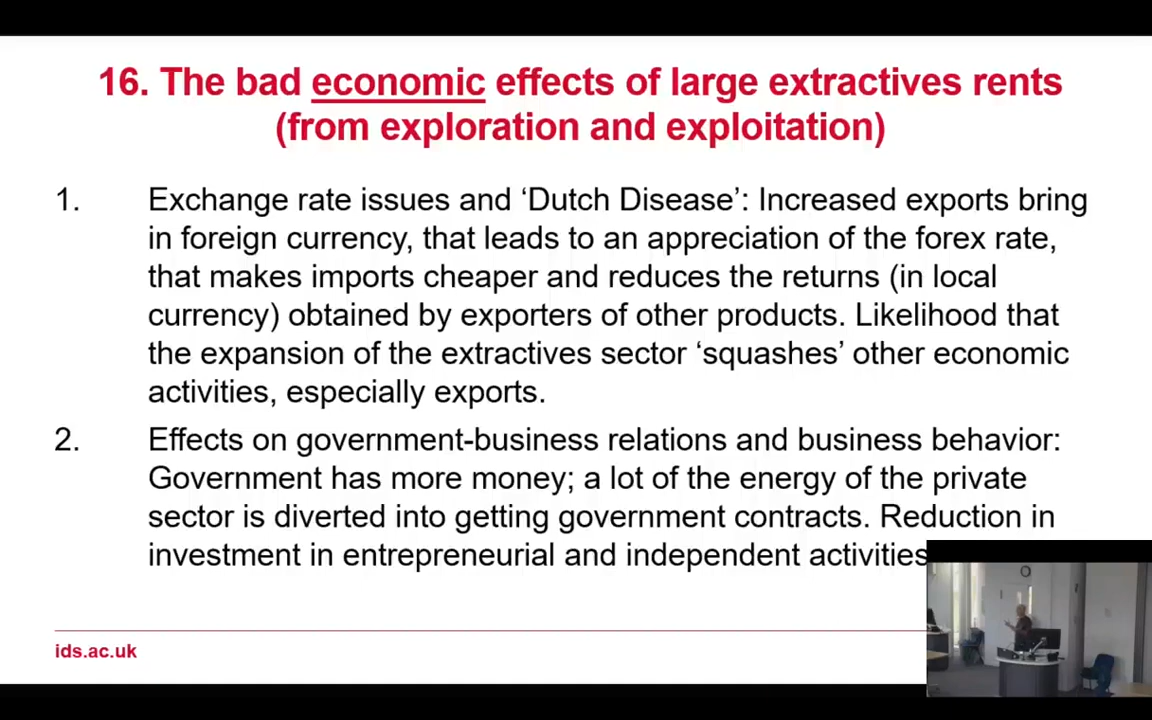 16. The bad economic effects of large extractives rents
(from exploration and exploitation)
1. Exchange rate issues and ‘Dutch Disease’: Increased exports bring
in foreign currency, that leads to an appreciation of the forex rate,
that makes imports cheaper and reduces the returns (in local
currency) obtained by exporters of other products. Likelihood that
the expansion of the extractives sector ‘squashes’ other economic
activities, especially exports.
2. Effects on government-business relations and business behavior:
Government has more money; a lot of the energy of the private
sector is diverted into getting government contracts. Reduction in
investment in entrepreneurial and independent activities
ids.ac.uk